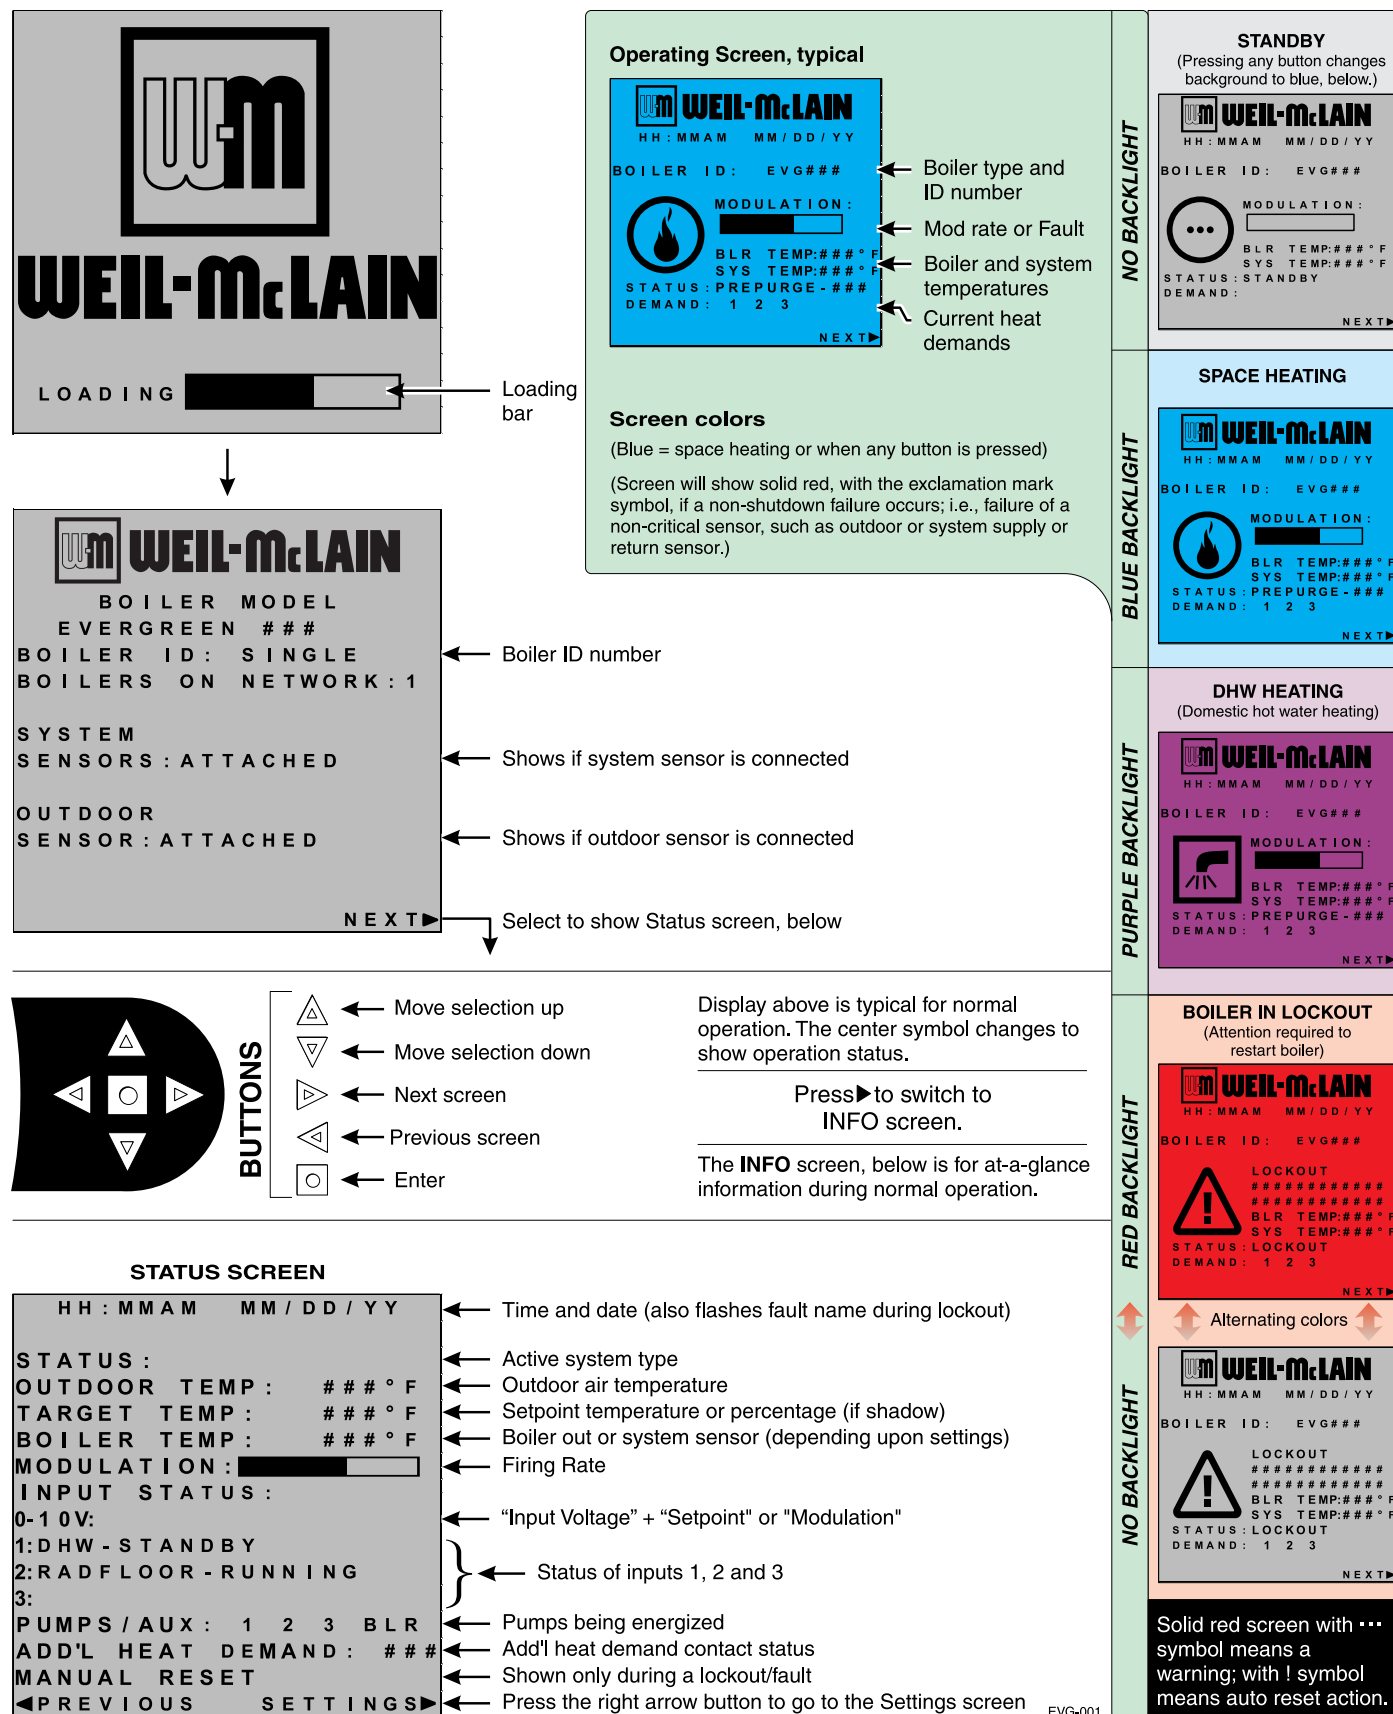 WM
WEIL-McLAIN
LOADING
Loading
bar
WM WEIL-McLAIN
BOILER MODEL
EVERGREEN ###
BOILER ID: SINGLE
BOILERS ON NETWORK:1
SYSTEM
SENSORS:ATTACHED
OUTDOOR
SENSOR:ATTACHED
NEXT▶
Boiler ID number
Shows if system sensor is connected
Shows if outdoor sensor is connected
Select to show Status screen, below
Operating Screen, typical
WM WEIL-McLAIN
HH:MMAM MM/DD/YY
BOILER ID: EVG###
MODULATION:
BLR TEMP:###°F
SYS TEMP:###°F
STATUS:PREPURGE-###
DEMAND: 1 2 3
NEXT▶
Boiler type and
ID number
Mod rate or Fault
Boiler and system
temperatures
Current heat
demands
Screen colors
(Blue = space heating or when any button is pressed)
(Screen will show solid red, with the exclamation mark
symbol, if a non-shutdown failure occurs; i.e., failure of a
non-critical sensor, such as outdoor or system supply or
return sensor.)
BUTTONS
Move selection up
Move selection down
Next screen
Previous screen
Enter
Display above is typical for normal
operation. The center symbol changes to
show operation status.
Press▶to switch to
INFO screen.
The INFO screen, below is for at-a-glance
information during normal operation.
STATUS SCREEN
HH:MMAM MM/DD/YY
STATUS:
OUTDOOR TEMP: ###°F
TARGET TEMP: ###°F
BOILER TEMP: ###°F
MODULATION:
INPUT STATUS:
0-10V:
1:DHW-STANDBY
2:RADFLOOR-RUNNING
3:
PUMPS/AUX: 1 2 3 BLR
ADD'L HEAT DEMAND: ###
MANUAL RESET
◀PREVIOUS SETTINGS▶
Time and date (also flashes fault name during lockout)
Active system type
Outdoor air temperature
Setpoint temperature or percentage (if shadow)
Boiler out or system sensor (depending upon settings)
Firing Rate
“Input Voltage” + “Setpoint" or "Modulation"
Status of inputs 1, 2 and 3
Pumps being energized
Add'l heat demand contact status
Shown only during a lockout/fault
Press the right arrow button to go to the Settings screen
EVG-001
NO BACKLIGHT
STANDBY
(Pressing any button changes
background to blue, below.)
WM WEIL-McLAIN
HH:MMAM MM/DD/YY
BOILER ID: EVG###
MODULATION:
BLR TEMP:###°F
SYS TEMP:###°F
STATUS:STANDBY
DEMAND:
NEXT▶
BLUE BACKLIGHT
SPACE HEATING
WM WEIL-McLAIN
HH:MMAM MM/DD/YY
BOILER ID: EVG###
MODULATION:
BLR TEMP:###°F
SYS TEMP:###°F
STATUS:PREPURGE-###
DEMAND: 1 2 3
NEXT▶
PURPLE BACKLIGHT
DHW HEATING
(Domestic hot water heating)
WM WEIL-McLAIN
HH:MMAM MM/DD/YY
BOILER ID: EVG###
MODULATION:
BLR TEMP:###°F
SYS TEMP:###°F
STATUS:PREPURGE-###
DEMAND: 1 2 3
NEXT▶
RED BACKLIGHT
BOILER IN LOCKOUT
(Attention required to
restart boiler)
WM WEIL-McLAIN
HH:MMAM MM/DD/YY
BOILER ID: EVG###
LOCKOUT
############
############
BLR TEMP:###°F
SYS TEMP:###°F
STATUS:LOCKOUT
DEMAND: 1 2 3
NEXT▶
Alternating colors
NO BACKLIGHT
WM WEIL-McLAIN
HH:MMAM MM/DD/YY
BOILER ID: EVG###
LOCKOUT
############
############
BLR TEMP:###°F
SYS TEMP:###°F
STATUS:LOCKOUT
DEMAND: 1 2 3
NEXT▶
Solid red screen with ···
symbol means a
warning; with ! symbol
means auto reset action.